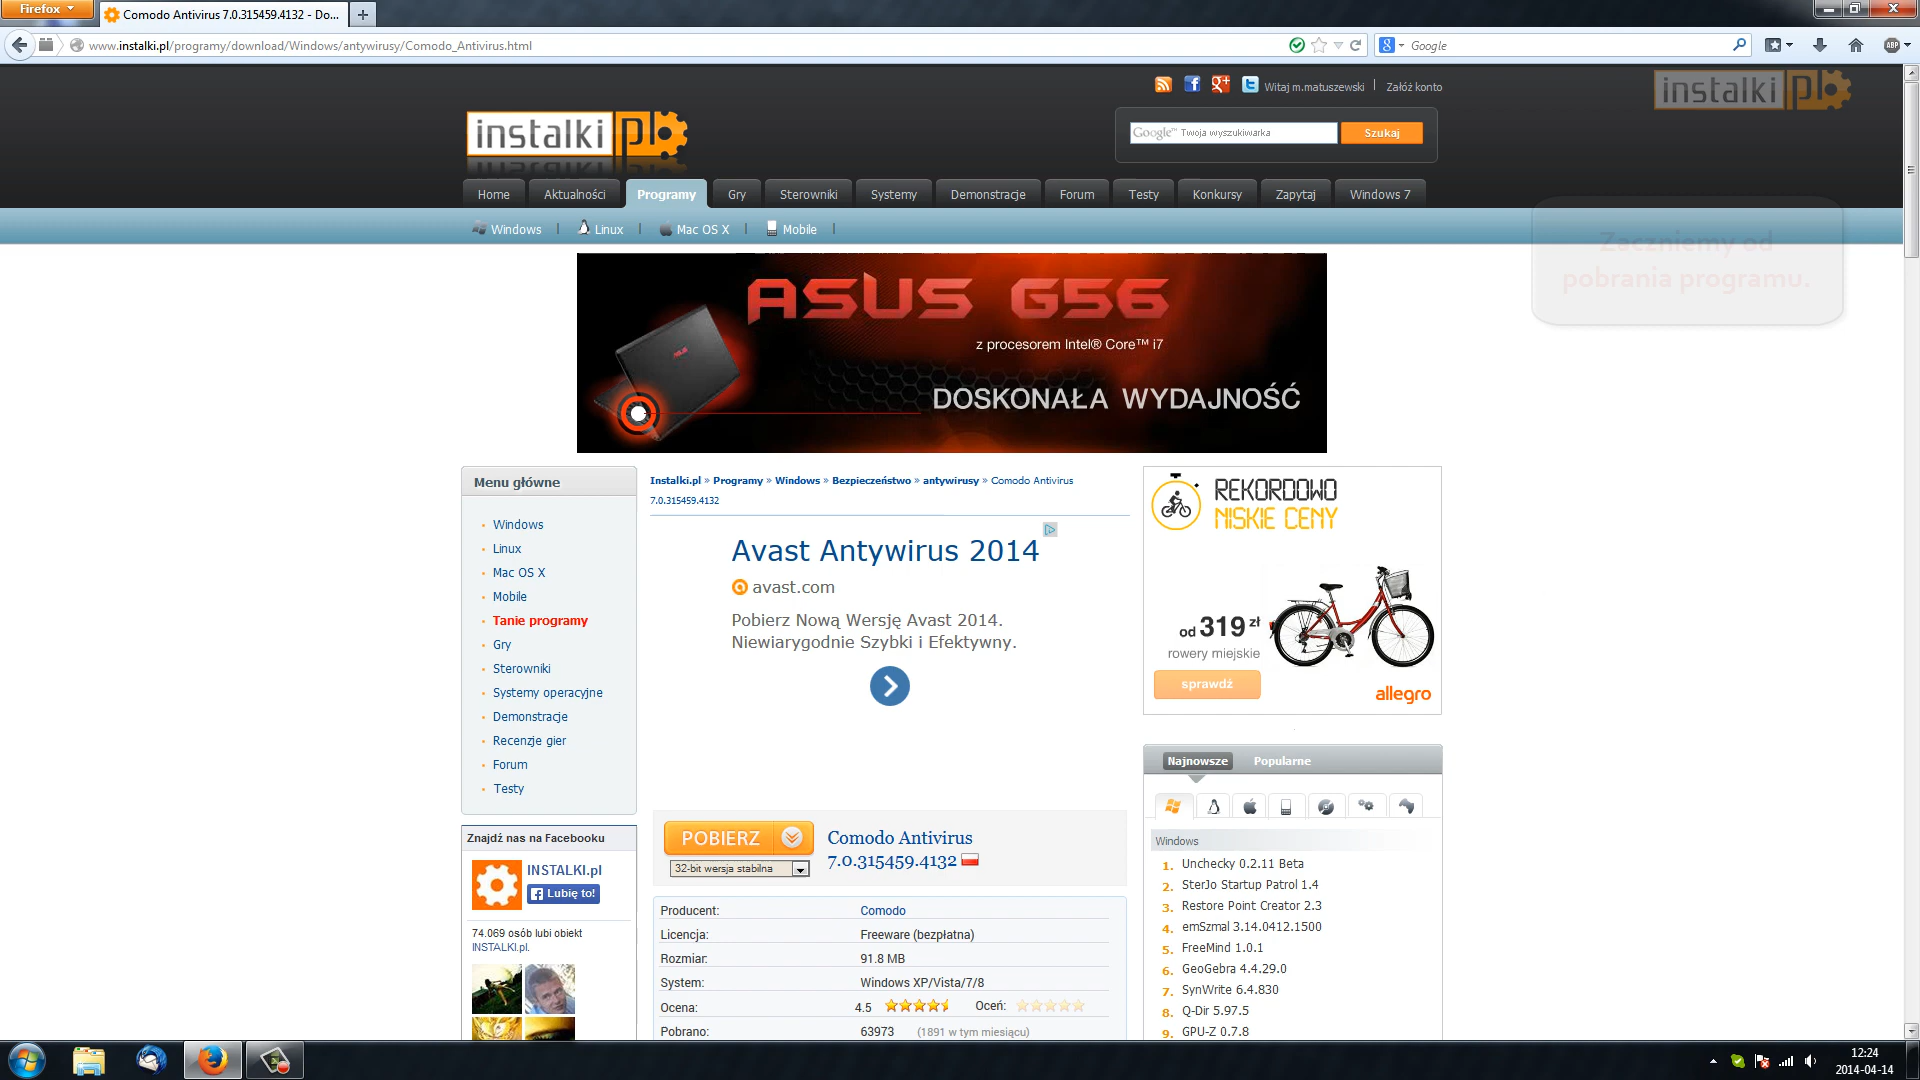 Firefox
Comodo Antivirus 7.0.315459.4132 - Do...
www.instalki.pl/programy/download/Windows/antywirusy/Comodo_Antivirus.html
Google
ABP
Witaj m.matuszewski
Załóż konto
instalki pl
instalki pl
Google™ Twoja wyszukiwarka
Szukaj
Home
Aktualności
Programy
Gry
Sterowniki
Systemy
Demonstracje
Forum
Testy
Konkursy
Zapytaj
Windows 7
Windows
Linux
Mac OS X
Mobile
Zaczniemy od
pobrania programu.
ASUS G56
z procesorem Intel® Core™ i7
DOSKONAŁA WYDAJNOŚĆ
Menu główne
Windows
Linux
Mac OS X
Mobile
Tanie programy
Gry
Sterowniki
Systemy operacyjne
Demonstracje
Recenzje gier
Forum
Testy
Znajdź nas na Facebooku
INSTALKI.pl
Lubię to!
74.069 osób lubi obiekt
INSTALKI.pl.
Instalki.pl » Programy » Windows » Bezpieczeństwo » antywirusy » Comodo Antivirus
7.0.315459.4132
Avast Antywirus 2014
avast.com
Pobierz Nową Wersję Avast 2014.
Niewiarygodnie Szybki i Efektywny.
POBIERZ
32-bit wersja stabilna
Comodo Antivirus
7.0.315459.4132
Producent: Comodo
Licencja: Freeware (bezpłatna)
Rozmiar: 91.8 MB
System: Windows XP/Vista/7/8
Ocena: 4.5 Oceń:
Pobrano: 63973 (1891 w tym miesiącu)
REKORDOWO
NISKIE CENY
od 319 zł
rowery miejskie
sprawdź
allegro
Najnowsze
Popularne
Windows
1. Unchecky 0.2.11 Beta
2. SterJo Startup Patrol 1.4
3. Restore Point Creator 2.3
4. emSzmal 3.14.0412.1500
5. FreeMind 1.0.1
6. GeoGebra 4.4.29.0
7. SynWrite 6.4.830
8. Q-Dir 5.97.5
9. GPU-Z 0.7.8
12:24
2014-04-14